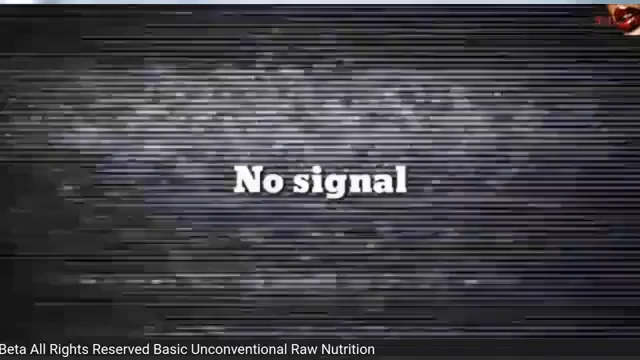 No signal
Beta All Rights Reserved Basic Unconventional Raw Nutrition